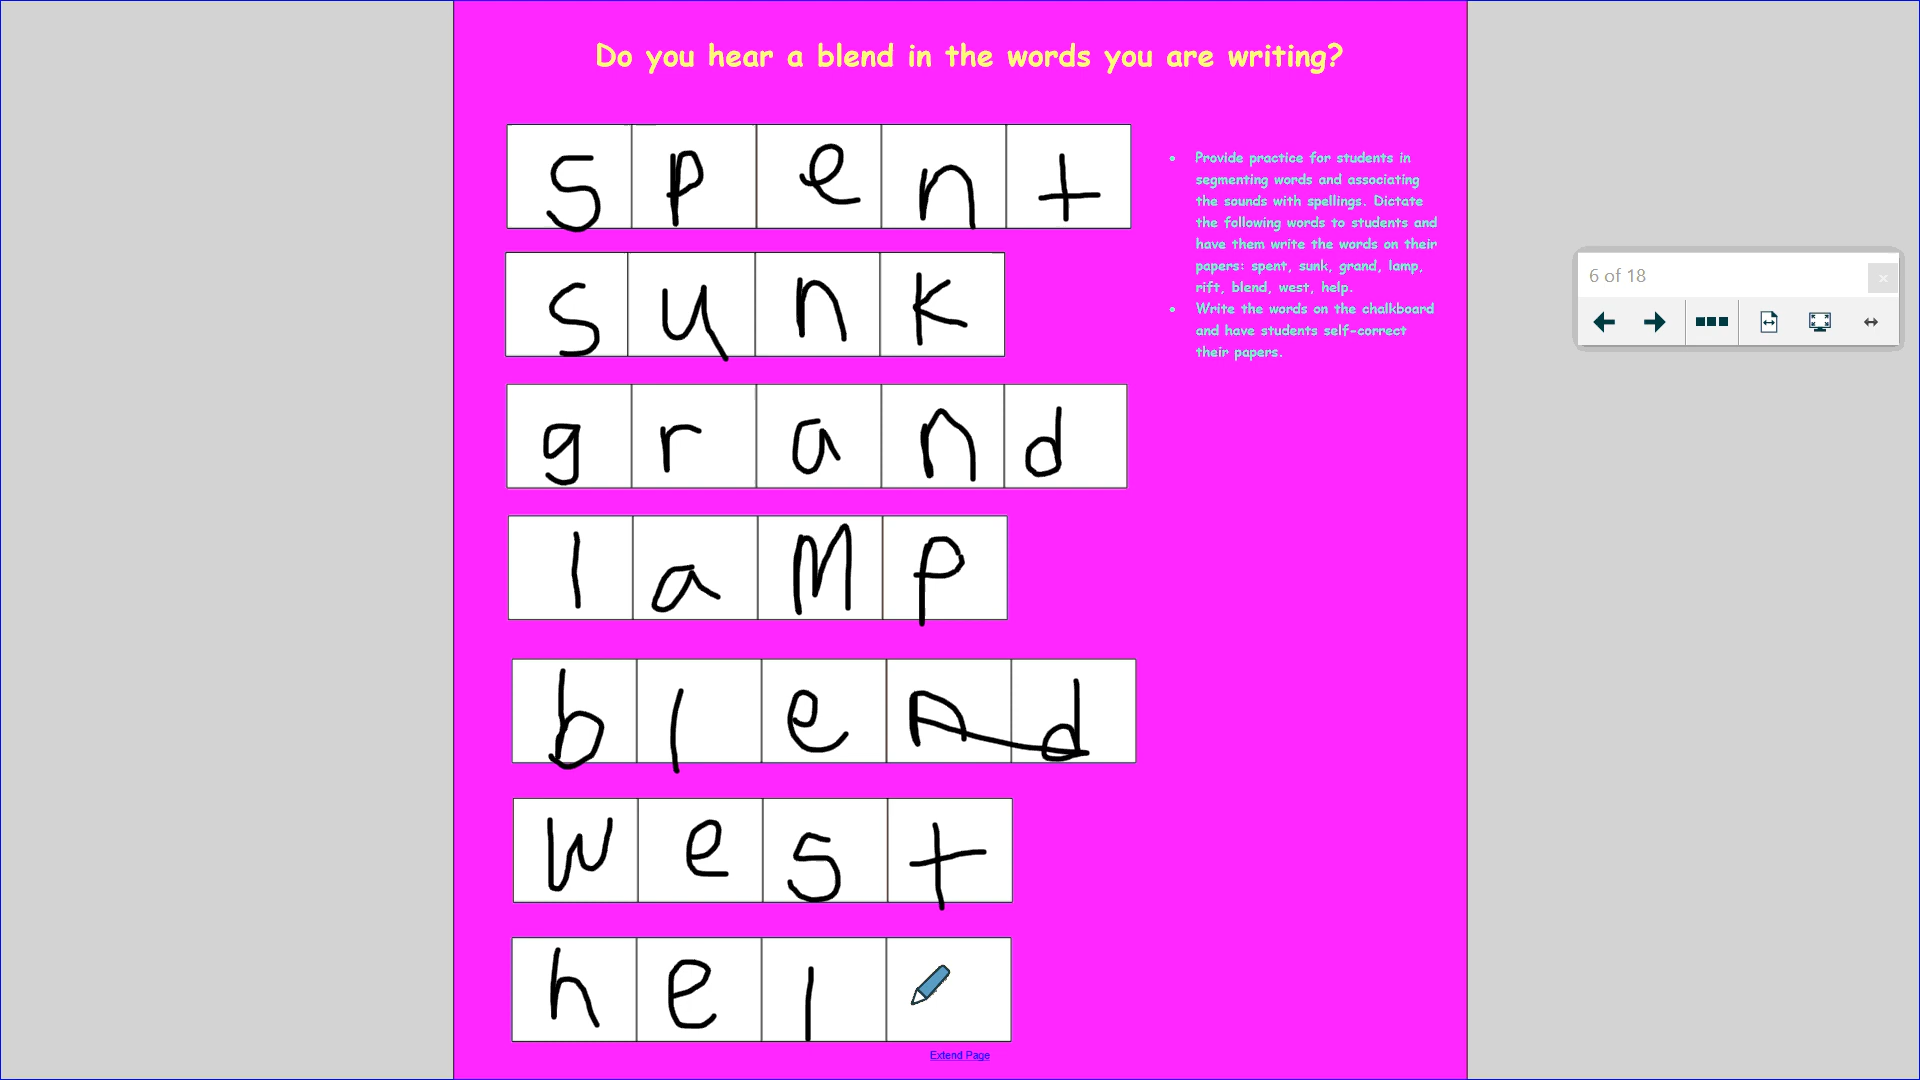 Do you hear a blend in the words you are writing?
spent
sunk
grand
laMp
blend
west
hel
• Provide practice for students in
segmenting words and associating
the sounds with spellings. Dictate
the following words to students and
have them write the words on their
papers: spent, sunk, grand, lamp,
rift, blend, west, help.
• Write the words on the chalkboard
and have students self-correct
their papers.
Extend Page
6 of 18